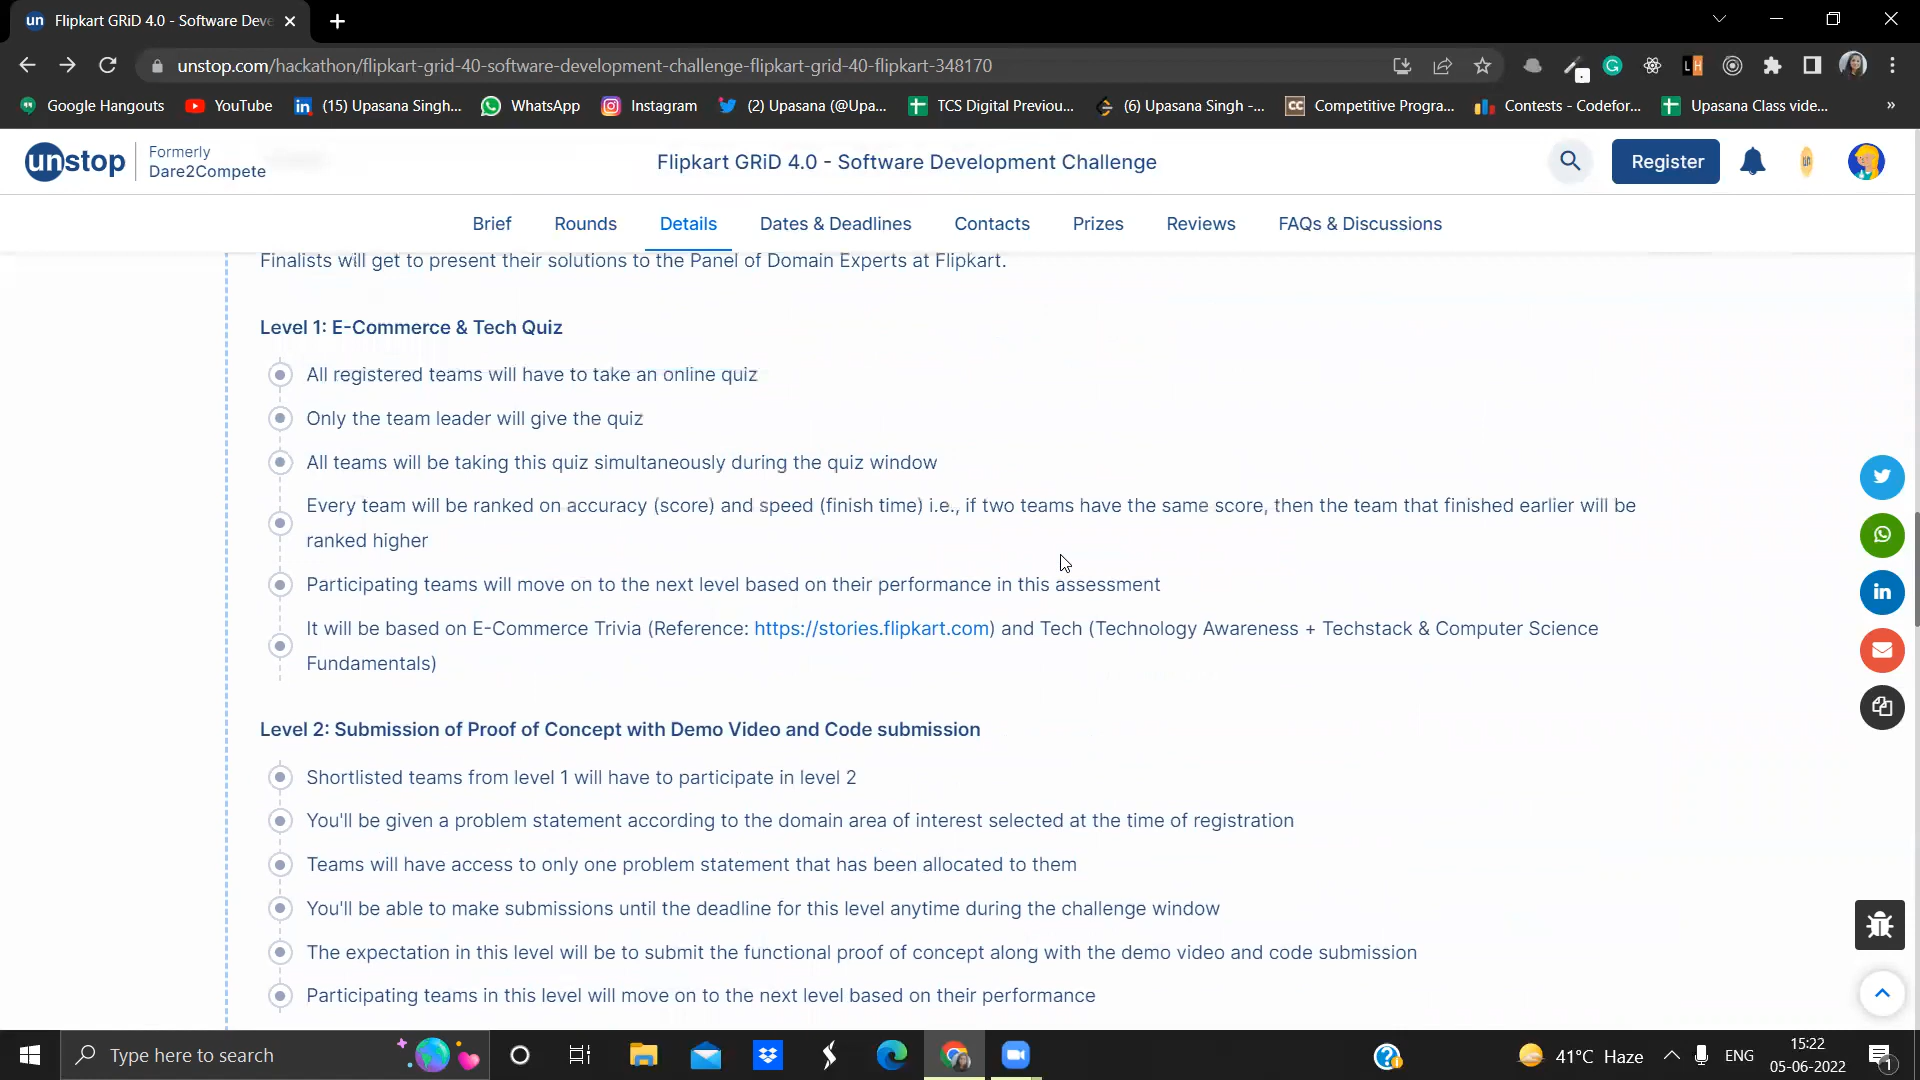 un Flipkart GRiD 4.0 - Software Deve
unstop.com/hackathon/flipkart-grid-40-software-development-challenge-flipkart-grid-40-flipkart-348170
Google Hangouts YouTube (15) Upasana Singh... WhatsApp Instagram (2) Upasana (@Upa... TCS Digital Previou... (6) Upasana Singh -... CC Competitive Progra... Contests - Codefor... Upasana Class vide... »
unstop Formerly
Dare2Compete
Flipkart GRiD 4.0 - Software Development Challenge
Register
Brief Rounds Details Dates & Deadlines Contacts Prizes Reviews FAQs & Discussions
Finalists will get to present their solutions to the Panel of Domain Experts at Flipkart.
Level 1: E-Commerce & Tech Quiz
All registered teams will have to take an online quiz
Only the team leader will give the quiz
All teams will be taking this quiz simultaneously during the quiz window
Every team will be ranked on accuracy (score) and speed (finish time) i.e., if two teams have the same score, then the team that finished earlier will be
ranked higher
Participating teams will move on to the next level based on their performance in this assessment
It will be based on E-Commerce Trivia (Reference: https://stories.flipkart.com) and Tech (Technology Awareness + Techstack & Computer Science
Fundamentals)
Level 2: Submission of Proof of Concept with Demo Video and Code submission
Shortlisted teams from level 1 will have to participate in level 2
You'll be given a problem statement according to the domain area of interest selected at the time of registration
Teams will have access to only one problem statement that has been allocated to them
You'll be able to make submissions until the deadline for this level anytime during the challenge window
The expectation in this level will be to submit the functional proof of concept along with the demo video and code submission
Participating teams in this level will move on to the next level based on their performance
Type here to search
41°C Haze
ENG
15:22
05-06-2022
1